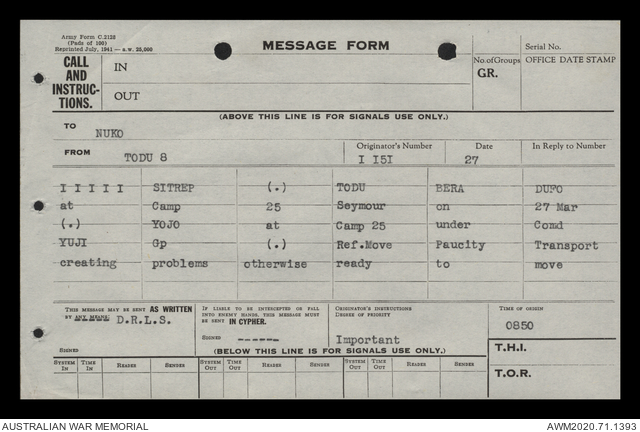 Army Form C.2128
(Pads of 100)
Reprinted July, 1941 — a.w. 25,000
MESSAGE FORM
Serial No.
CALL AND INSTRUC-TIONS.
IN
OUT
No. of Groups
GR.
OFFICE DATE STAMP
(ABOVE THIS LINE IS FOR SIGNALS USE ONLY.)
TO
NUKO
FROM
TODU 8
Originator's Number
I I5I
Date
27
In Reply to Number
I I I I I SITREP (.) TODU BERA DUFO
at Camp 25 Seymour on 27 Mar
(.) YOJO at Camp 25 under Comd
YUJI Gp (.) Ref.Move Paucity Transport
creating problems otherwise ready to move
THIS MESSAGE MAY BE SENT AS WRITTEN
BY ANY MEANS.
D.R.L.S.
SIGNED
IF LIABLE TO BE INTERCEPTED OR FALL
INTO ENEMY HANDS, THIS MESSAGE MUST
BE SENT IN CYPHER.
SIGNED -----
ORIGINATOR'S INSTRUCTIONS
DEGREE OF PRIORITY
Important
TIME OF ORIGIN
0850
(BELOW THIS LINE IS FOR SIGNALS USE ONLY.)
T.H.I.
T.O.R.
SYSTEM IN TIME IN READER SENDER SYSTEM OUT TIME OUT READER SENDER SYSTEM OUT TIME OUT READER SENDER
AUSTRALIAN WAR MEMORIAL
AWM2020.71.1393